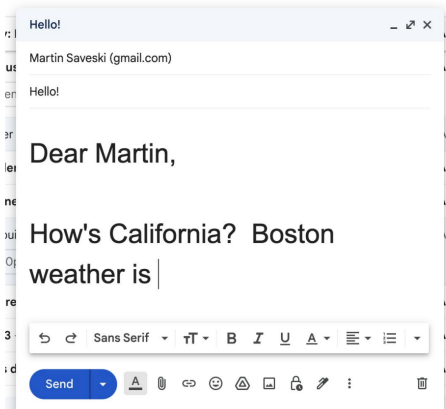 Hello!
Martin Saveski (gmail.com)
Hello!
Dear Martin,
How's California?  Boston
weather is
Sans Serif
B I U A
Send A